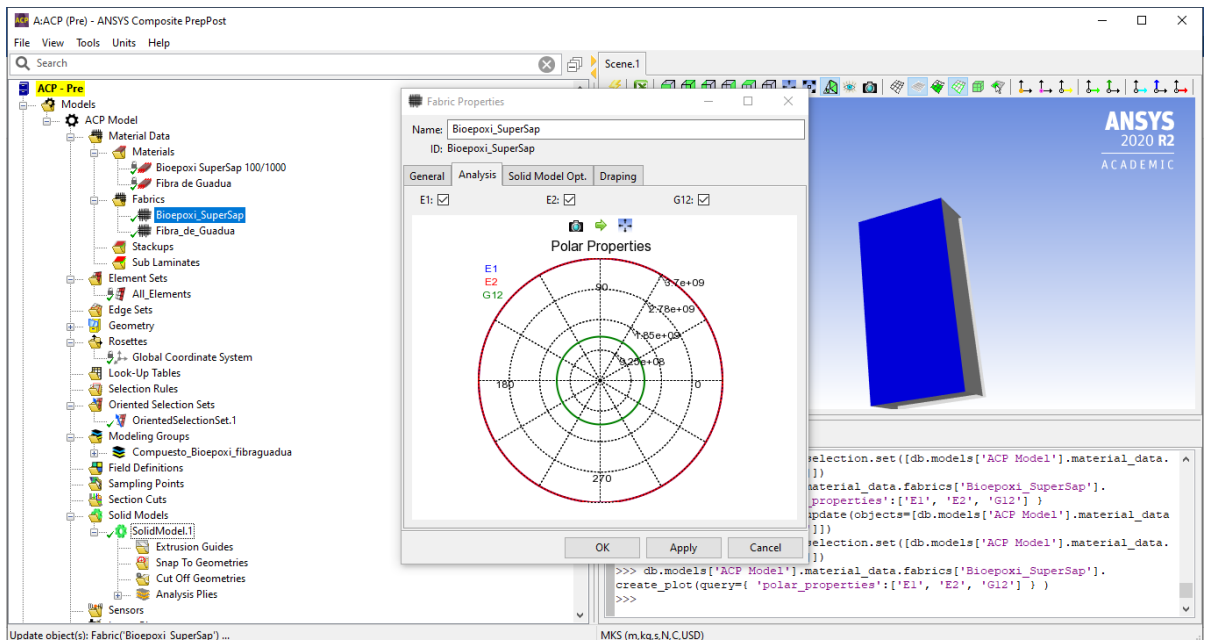 A:ACP (Pre) - ANSYS Composite PrepPost
File View Tools Units Help
Search
ACP - Pre
Models
ACP Model
Material Data
Materials
Bioepoxi SuperSap 100/1000
Fibra de Guadua
Fabrics
Bioepoxi_SuperSap
Fibra_de_Guadua
Stackups
Sub Laminates
Element Sets
All_Elements
Edge Sets
Geometry
Rosettes
Global Coordinate System
Look-Up Tables
Selection Rules
Oriented Selection Sets
OrientedSelectionSet.1
Modeling Groups
Compuesto_Bioepoxi_fibraguadua
Field Definitions
Sampling Points
Section Cuts
Solid Models
SolidModel.1
Extrusion Guides
Snap To Geometries
Cut Off Geometries
Analysis Plies
Sensors
Update object(s): Fabric('Bioepoxi_SuperSap') ...
Fabric Properties
Name: Bioepoxi_SuperSap
ID: Bioepoxi_SuperSap
General Analysis Solid Model Opt. Draping
E1: E2: G12:
Polar Properties
E1
E2
G12
90
3.7e+09
2.78e+09
1.85e+09
9.25e+08
180
0
270
OK Apply Cancel
Scene.1
ANSYS
2020 R2
ACADEMIC
selection.set([db.models['ACP Model'].material_data.
])
material_data.fabrics['Bioepoxi_SuperSap'].
_properties':['E1', 'E2', 'G12'] }
update(objects=[db.models['ACP Model'].material_data
']])
selection.set([db.models['ACP Model'].material_data.
])
>>> db.models['ACP Model'].material_data.fabrics['Bioepoxi_SuperSap'].
create_plot(query={ 'polar_properties':['E1', 'E2', 'G12'] } )
>>>
MKS (m,kg,s,N,C,USD)